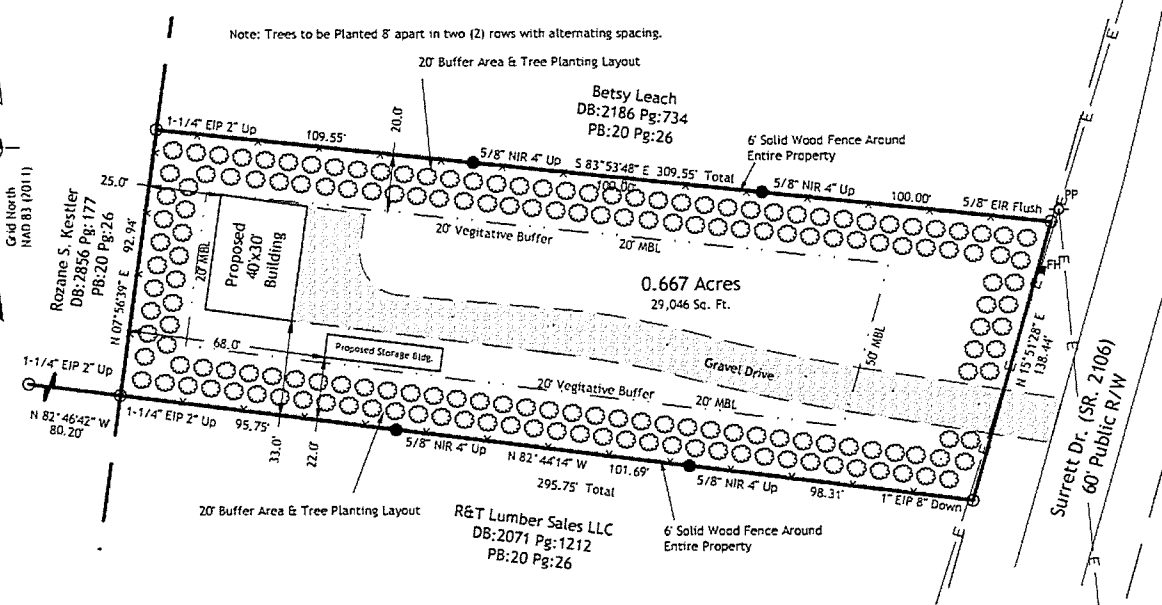 Note: Trees to be Planted 8' apart in two (2) rows with alternating spacing.
20' Buffer Area & Tree Planting Layout
Betsy Leach
DB:2186 Pg:734
PB:20 Pg:26
6' Solid Wood Fence Around
Entire Property
1-1/4" EIP 2" Up
109.55'
20.0'
5/8" NIR 4" Up
S 83°53'48" E 309.55' Total
100.00'
5/8" NIR 4" Up
100.00'
5/8" EIR Flush
PP
FH
E
E
E
E
E
E
E
E
Grid North
NAD 83 (2011)
Rozane S. Kestler
DB:2856 Pg:177
PB:20 Pg:26
N 07°56'39" E 92.94'
25.0'
20' MBL
Proposed
40'x30'
Building
20' Vegitative Buffer
20' MBL
0.667 Acres
29,046 Sq. Ft.
50' MBL
Gravel Drive
N 15°51'28" E
138.44'
Surrett Dr. (SR. 2106)
60' Public R/W
68.0'
Proposed Storage Bldg.
20' Vegitative Buffer
20' MBL
1-1/4" EIP 2" Up
N 82°46'42" W
80.20'
1-1/4" EIP 2" Up
95.75'
33.0'
22.0'
5/8" NIR 4" Up
N 82°44'14" W
101.69'
295.75' Total
5/8" NIR 4" Up
98.31'
1" EIP 8" Down
20' Buffer Area & Tree Planting Layout
R&T Lumber Sales LLC
DB:2071 Pg:1212
PB:20 Pg:26
6' Solid Wood Fence Around
Entire Property